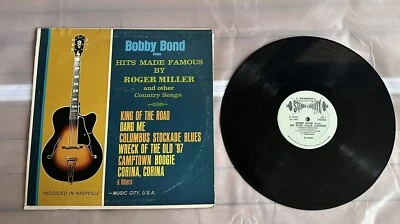 Bobby Bond
SINGS
HITS MADE FAMOUS
BY
ROGER MILLER
and other
Country Songs
KING OF THE ROAD
DANG ME
COLUMBUS STOCKADE BLUES
WRECK OF THE OLD '97
CAMPTOWN BOOGIE
CORINA, CORINA
& Others
RECORDED IN NASHVILLE
—MUSIC CITY, U.S.A.